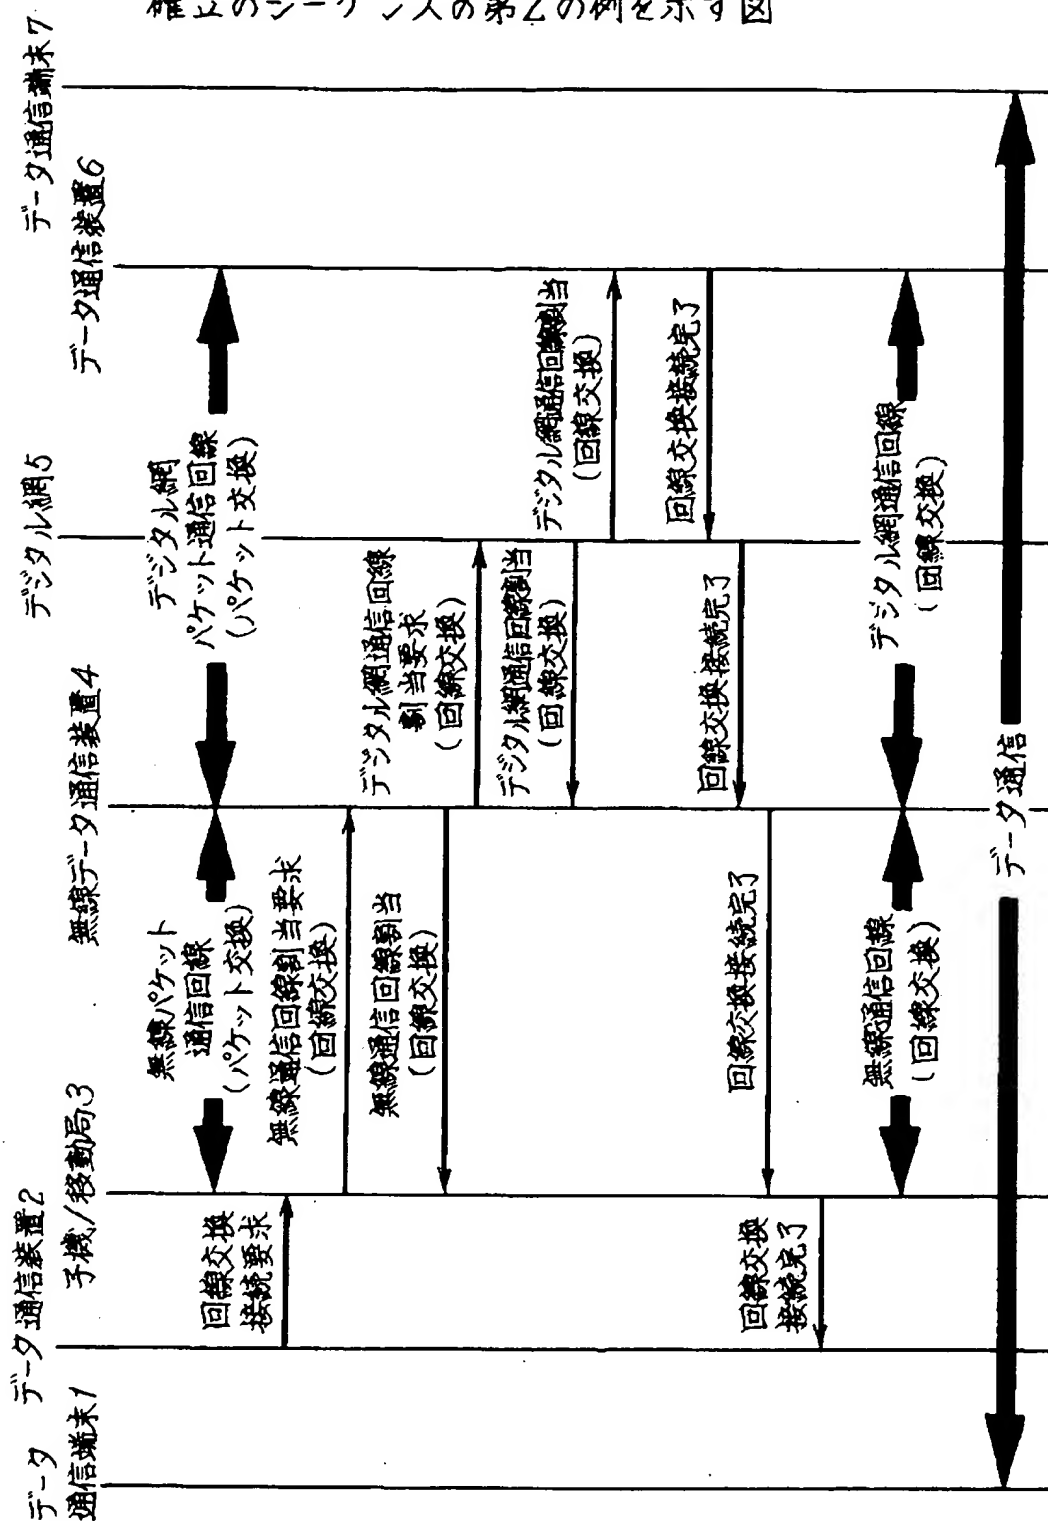 確立のシーケンスの第2の例を示す図
データ
通信端末1
データ通信装置2
子機/移動局3
無線データ通信装置4
デジタル網5
データ通信装置6
データ通信端末7
無線パケット
通信回線
(パケット交換)
デジタル網
パケット通信回線
(パケット交換)
回線交換
接続要求
無線通信回線割当要求
(回線交換)
無線通信回線割当
(回線交換)
デジタル網通信回線
割当要求
(回線交換)
デジタル網通信回線割当
(回線交換)
デジタル網通信回線割当
(回線交換)
回線交換接続完了
回線交換接続完了
回線交換接続完了
回線交換
接続完了
無線通信回線
(回線交換)
デジタル網通信回線
(回線交換)
データ通信